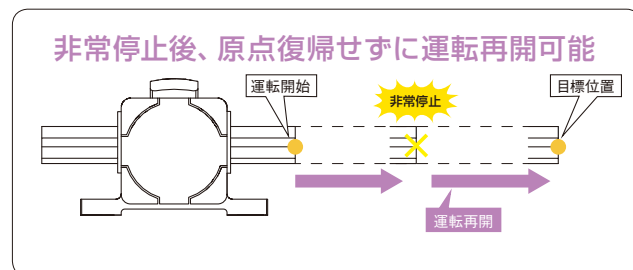 非常停止後、原点復帰せずに運転再開可能
運転開始
非常停止
目標位置
運転再開